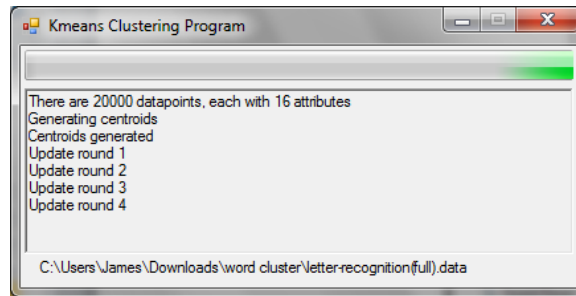 Kmeans Clustering Program
There are 20000 datapoints, each with 16 attributes
Generating centroids
Centroids generated
Update round 1
Update round 2
Update round 3
Update round 4
C:\Users\James\Downloads\word cluster\letter-recognition(full).data